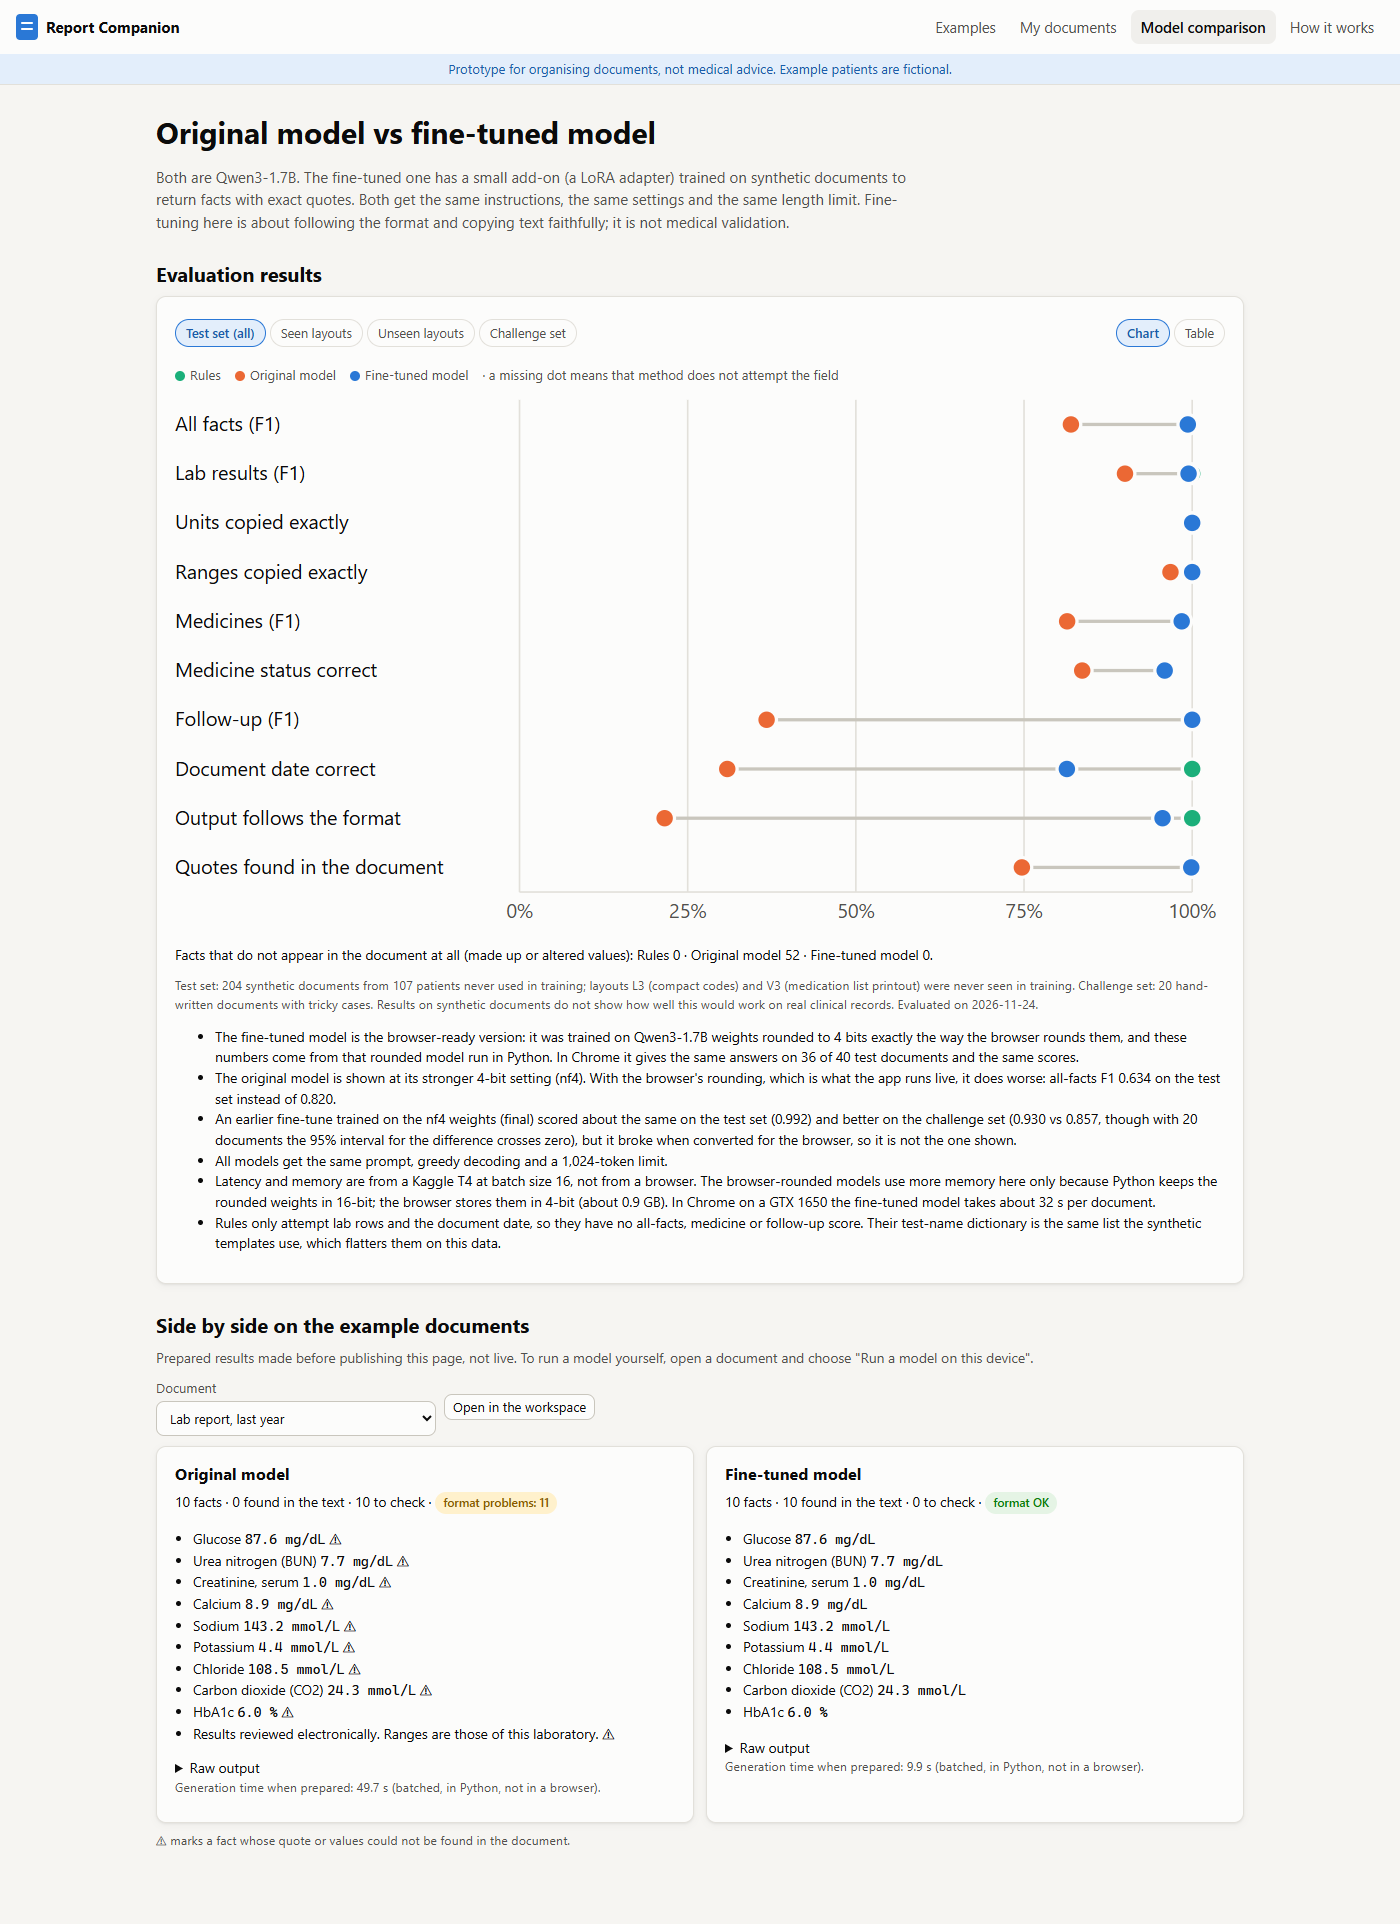 Report Companion
Examples
My documents
Model comparison
How it works
Prototype for organising documents, not medical advice. Example patients are fictional.
Original model vs fine-tuned model
Both are Qwen3-1.7B. The fine-tuned one has a small add-on (a LoRA adapter) trained on synthetic documents to
return facts with exact quotes. Both get the same instructions, the same settings and the same length limit. Fine-
tuning here is about following the format and copying text faithfully; it is not medical validation.
Evaluation results
Test set (all)
Seen layouts
Unseen layouts
Challenge set
Chart
Table
Rules
Original model
Fine-tuned model
· a missing dot means that method does not attempt the field
All facts (F1)
Lab results (F1)
Units copied exactly
Ranges copied exactly
Medicines (F1)
Medicine status correct
Follow-up (F1)
Document date correct
Output follows the format
Quotes found in the document
0%
25%
50%
75%
100%
Facts that do not appear in the document at all (made up or altered values): Rules 0 · Original model 52 · Fine-tuned model 0.
Test set: 204 synthetic documents from 107 patients never used in training; layouts L3 (compact codes) and V3 (medication list printout) were never seen in training. Challenge set: 20 hand-
written documents with tricky cases. Results on synthetic documents do not show how well this would work on real clinical records. Evaluated on 2026-11-24.
• The fine-tuned model is the browser-ready version: it was trained on Qwen3-1.7B weights rounded to 4 bits exactly the way the browser rounds them, and these
numbers come from that rounded model run in Python. In Chrome it gives the same answers on 36 of 40 test documents and the same scores.
• The original model is shown at its stronger 4-bit setting (nf4). With the browser's rounding, which is what the app runs live, it does worse: all-facts F1 0.634 on the test
set instead of 0.820.
• An earlier fine-tune trained on the nf4 weights (final) scored about the same on the test set (0.992) and better on the challenge set (0.930 vs 0.857, though with 20
documents the 95% interval for the difference crosses zero), but it broke when converted for the browser, so it is not the one shown.
• All models get the same prompt, greedy decoding and a 1,024-token limit.
• Latency and memory are from a Kaggle T4 at batch size 16, not from a browser. The browser-rounded models use more memory here only because Python keeps the
rounded weights in 16-bit; the browser stores them in 4-bit (about 0.9 GB). In Chrome on a GTX 1650 the fine-tuned model takes about 32 s per document.
• Rules only attempt lab rows and the document date, so they have no all-facts, medicine or follow-up score. Their test-name dictionary is the same list the synthetic
templates use, which flatters them on this data.
Side by side on the example documents
Prepared results made before publishing this page, not live. To run a model yourself, open a document and choose "Run a model on this device".
Document
Lab report, last year
Open in the workspace
Original model
10 facts · 0 found in the text · 10 to check · format problems: 11
• Glucose 87.6 mg/dL ⚠
• Urea nitrogen (BUN) 7.7 mg/dL ⚠
• Creatinine, serum 1.0 mg/dL ⚠
• Calcium 8.9 mg/dL ⚠
• Sodium 143.2 mmol/L ⚠
• Potassium 4.4 mmol/L ⚠
• Chloride 108.5 mmol/L ⚠
• Carbon dioxide (CO2) 24.3 mmol/L ⚠
• HbA1c 6.0 % ⚠
• Results reviewed electronically. Ranges are those of this laboratory. ⚠
▶ Raw output
Generation time when prepared: 49.7 s (batched, in Python, not in a browser).
Fine-tuned model
10 facts · 10 found in the text · 0 to check · format OK
• Glucose 87.6 mg/dL
• Urea nitrogen (BUN) 7.7 mg/dL
• Creatinine, serum 1.0 mg/dL
• Calcium 8.9 mg/dL
• Sodium 143.2 mmol/L
• Potassium 4.4 mmol/L
• Chloride 108.5 mmol/L
• Carbon dioxide (CO2) 24.3 mmol/L
• HbA1c 6.0 %
▶ Raw output
Generation time when prepared: 9.9 s (batched, in Python, not in a browser).
⚠ marks a fact whose quote or values could not be found in the document.